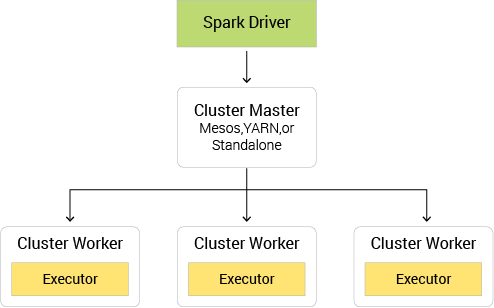 Spark Driver
Cluster Master
Mesos,YARN,or
Standalone
Cluster Worker
Executor
Cluster Worker
Executor
Cluster Worker
Executor